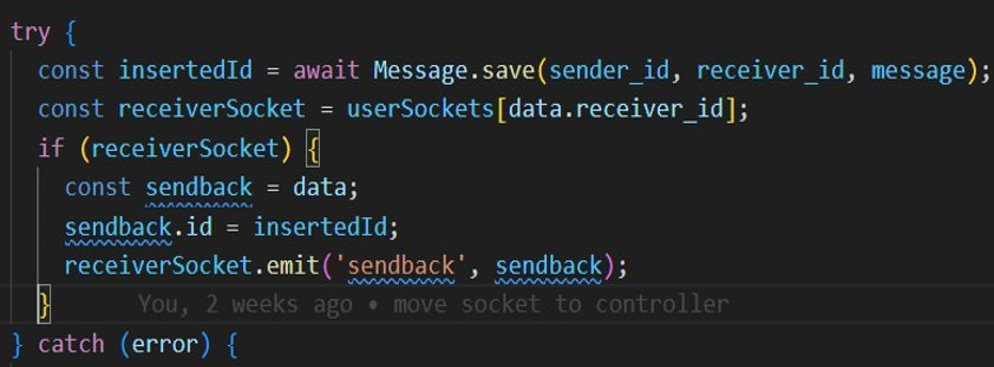 try {
const insertedId = await Message.save(sender_id, receiver_id, message);
const receiverSocket = userSockets[data.receiver_id];
if (receiverSocket) {
const sendback = data;
sendback.id = insertedId;
receiverSocket.emit('sendback', sendback);
} You, 2 weeks ago • move socket to controller
} catch (error) {